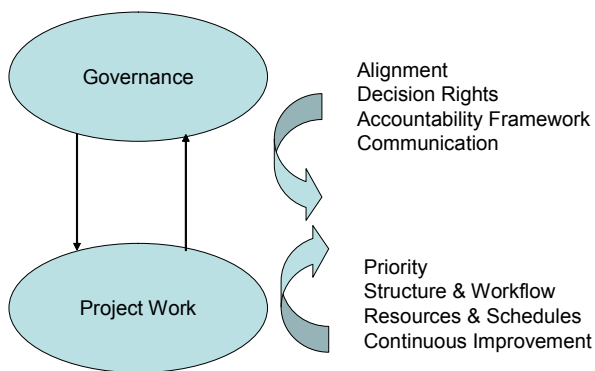 Governance
Alignment
Decision Rights
Accountability Framework
Communication
Project Work
Priority
Structure & Workflow
Resources & Schedules
Continuous Improvement